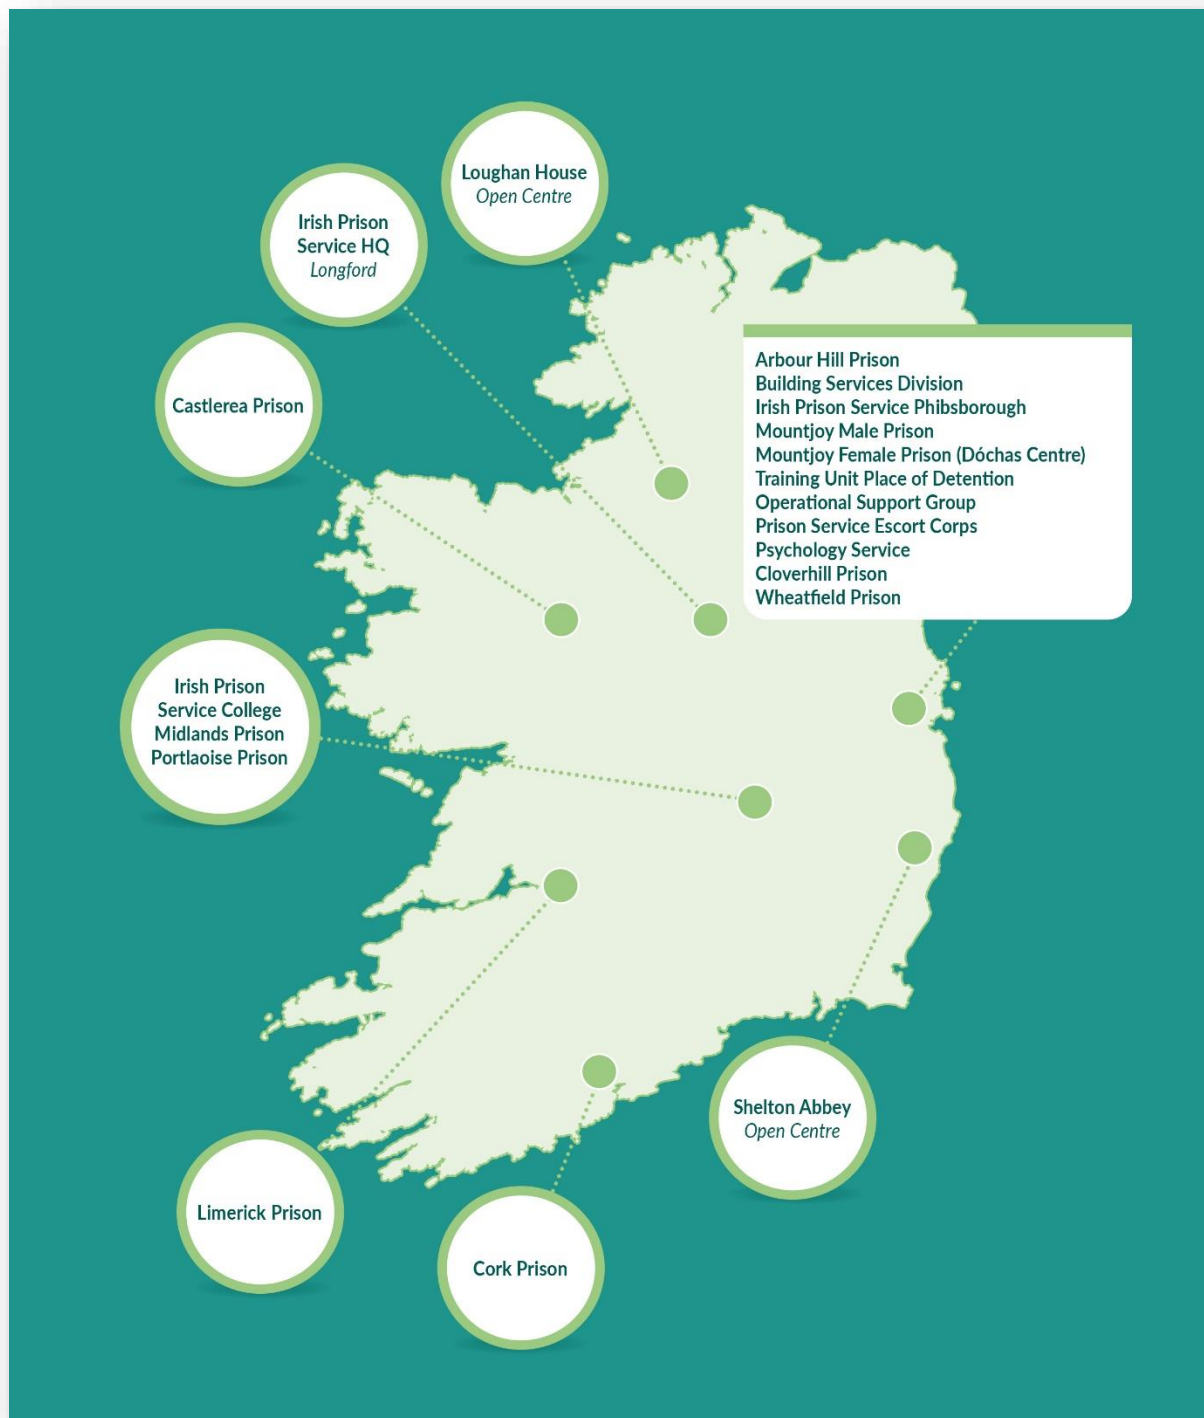 Loughan House
Open Centre
Irish Prison
Service HQ
Longford
Castlerea Prison
Arbour Hill Prison
Building Services Division
Irish Prison Service Phibsborough
Mountjoy Male Prison
Mountjoy Female Prison (Dóchas Centre)
Training Unit Place of Detention
Operational Support Group
Prison Service Escort Corps
Psychology Service
Cloverhill Prison
Wheatfield Prison
Irish Prison
Service College
Midlands Prison
Portlaoise Prison
Shelton Abbey
Open Centre
Limerick Prison
Cork Prison